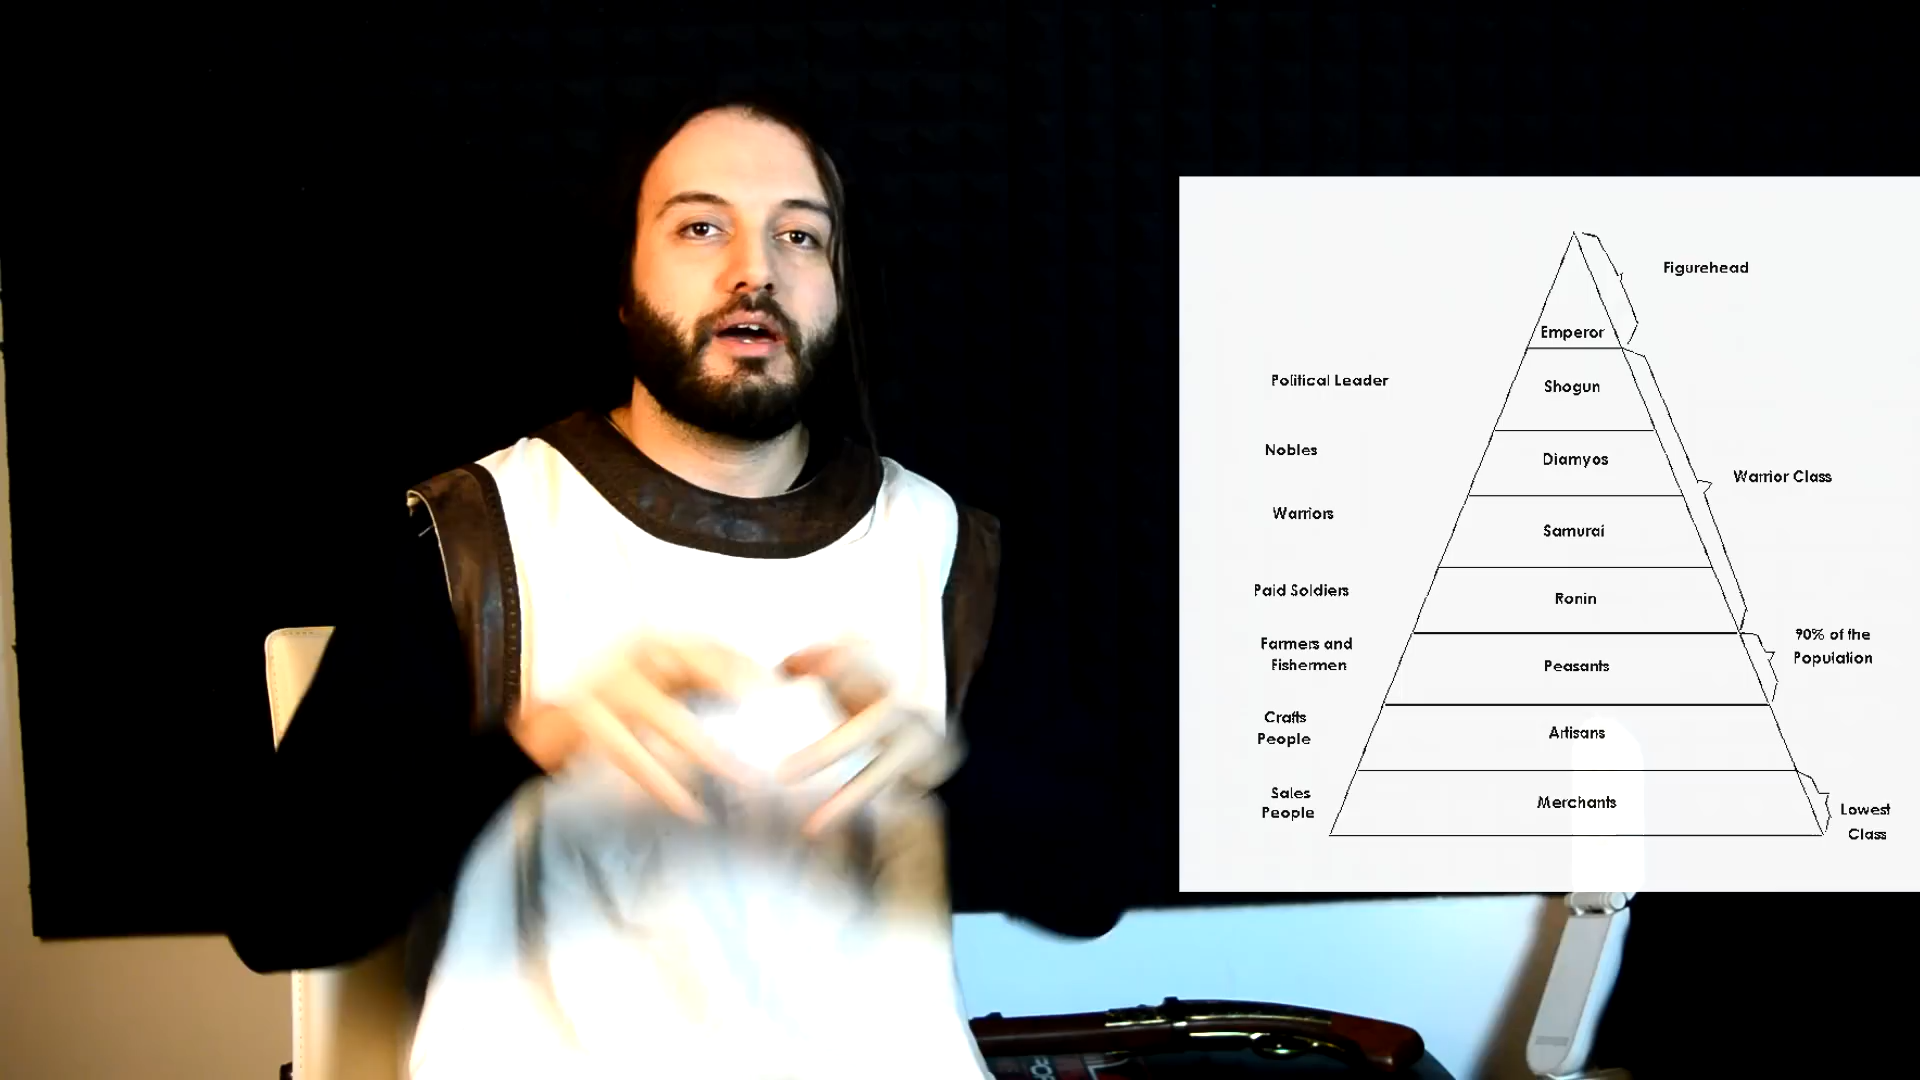 Figurehead
Emperor
Political Leader
Shogun
Nobles
Diamyos
Warrior Class
Warriors
Samurai
Paid Soldiers
Ronin
90% of the
Population
Farmers and
Fishermen
Peasants
Crafts
People
Artisans
Sales
People
Merchants
Lowest
Class